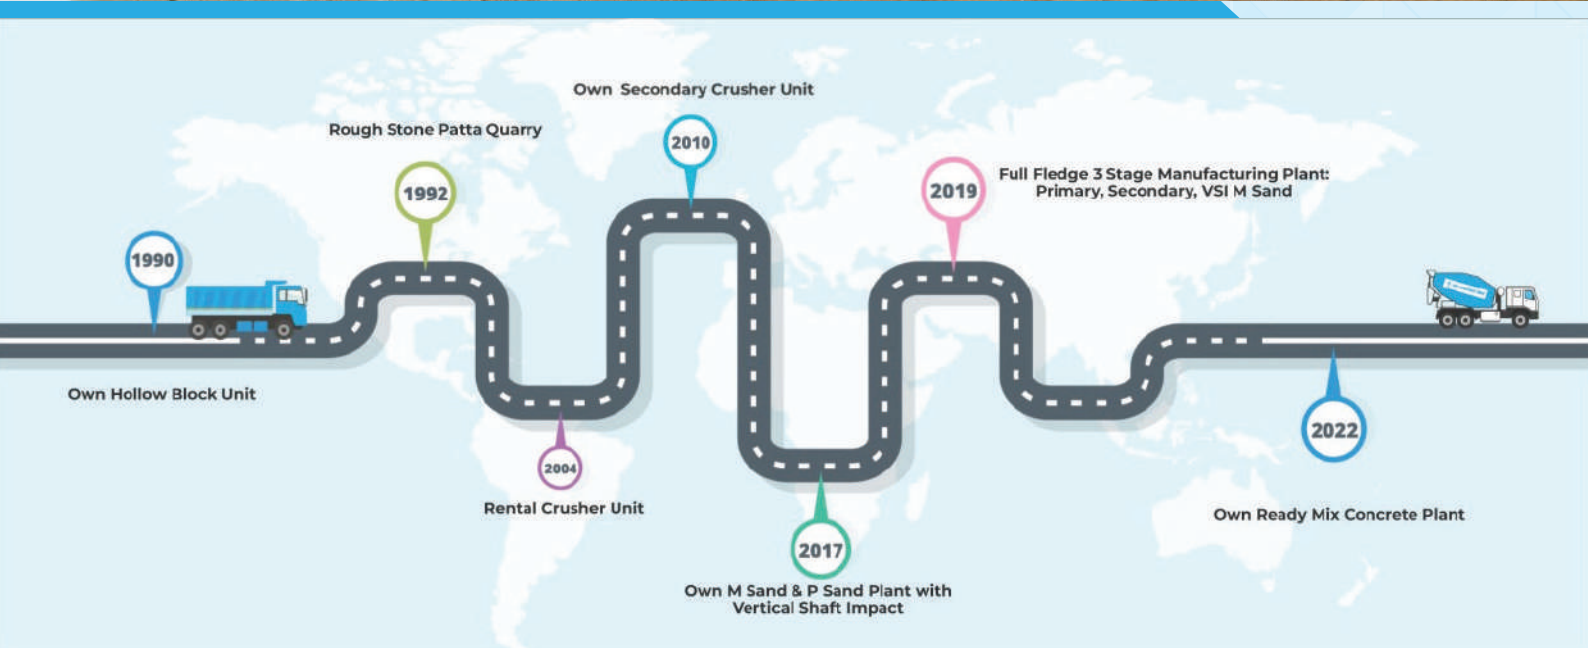 Own Secondary Crusher Unit
2010
Rough Stone Patta Quarry
1992
2019
Full Fledge 3 Stage Manufacturing Plant:
Primary, Secondary, VSI M Sand
1990
Own Hollow Block Unit
2004
Rental Crusher Unit
2017
Own M Sand & P Sand Plant with
Vertical Shaft Impact
2022
Own Ready Mix Concrete Plant